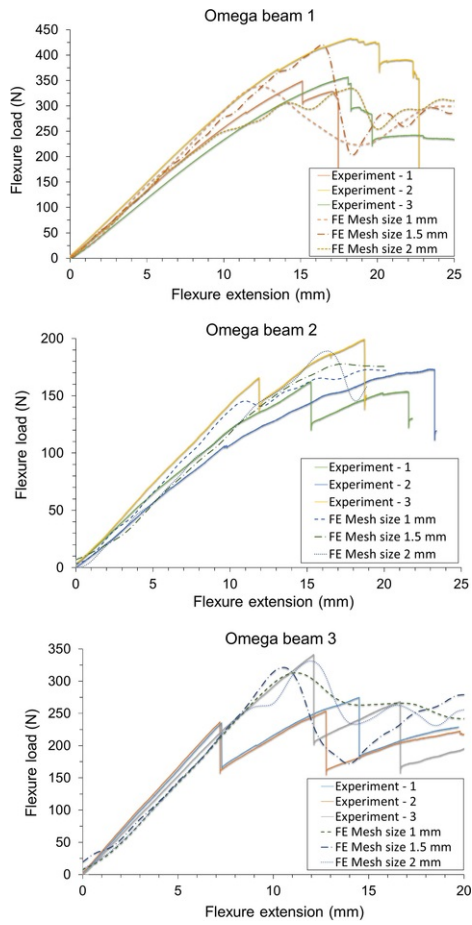 Omega beam 1
Flexure load (N)
450
400
350
300
250
200
150
100
50
0
0 5 10 15 20 25
Flexure extension (mm)
Experiment - 1
Experiment - 2
Experiment - 3
FE Mesh size 1 mm
FE Mesh size 1.5 mm
FE Mesh size 2 mm
Omega beam 2
Flexure load (N)
200
150
100
50
0
0 5 10 15 20 25
Flexure extension (mm)
Experiment - 1
Experiment - 2
Experiment - 3
FE Mesh size 1 mm
FE Mesh size 1.5 mm
FE Mesh size 2 mm
Omega beam 3
Flexure load (N)
350
300
250
200
150
100
50
0
0 5 10 15 20
Flexure extension (mm)
Experiment - 1
Experiment - 2
Experiment - 3
FE Mesh size 1 mm
FE Mesh size 1.5 mm
FE Mesh size 2 mm